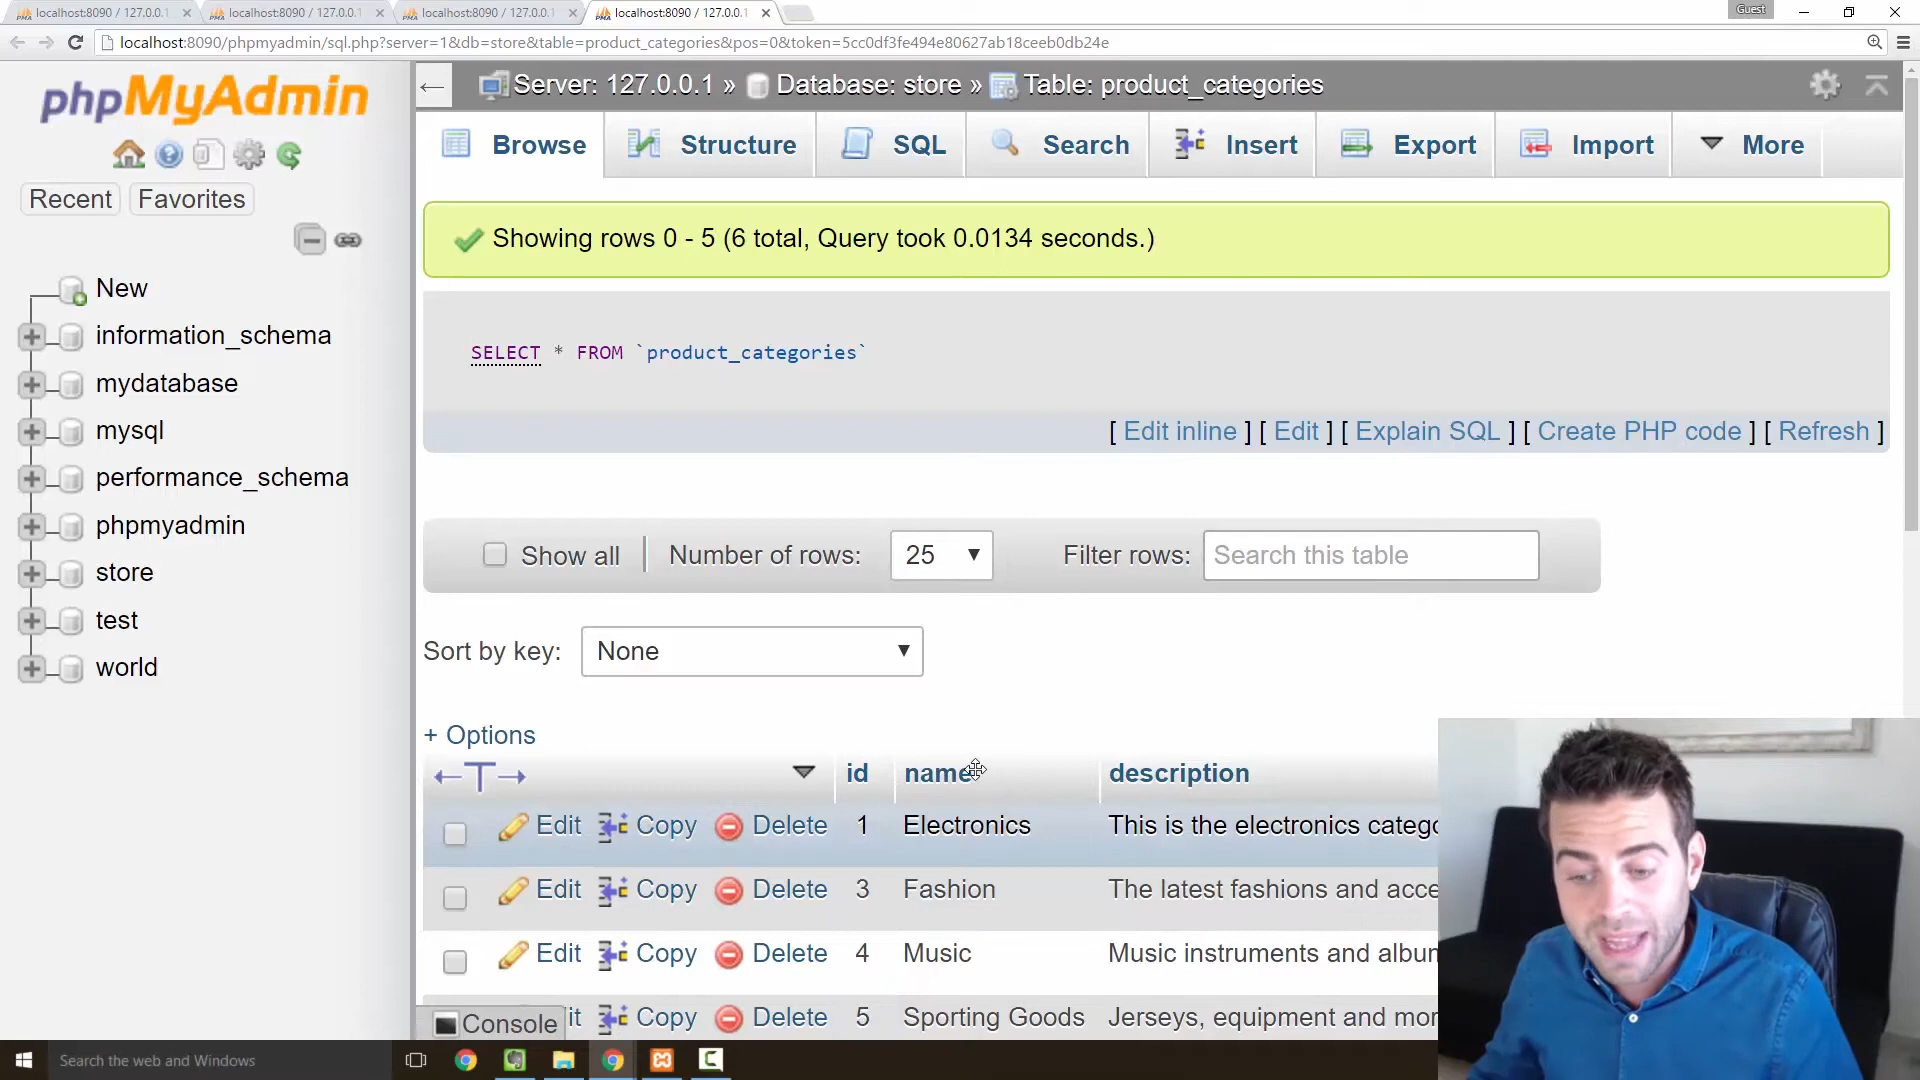 localhost:8090 / 127.0.0.1
localhost:8090 / 127.0.0.1
localhost:8090 / 127.0.0.1
localhost:8090 / 127.0.0.1
Guest
localhost:8090/phpmyadmin/sql.php?server=1&db=store&table=product_categories&pos=0&token=5cc0df3fe494e80627ab18ceeb0db24e
phpMyAdmin
Recent Favorites
New
information_schema
mydatabase
mysql
performance_schema
phpmyadmin
store
test
world
Server: 127.0.0.1 » Database: store » Table: product_categories
Browse Structure SQL Search Insert Export Import More
Showing rows 0 - 5 (6 total, Query took 0.0134 seconds.)
SELECT * FROM `product_categories`
[ Edit inline ] [ Edit ] [ Explain SQL ] [ Create PHP code ] [ Refresh ]
Show all Number of rows: 25 Filter rows: Search this table
Sort by key: None
+ Options
←T→ id name description
Edit Copy Delete 1 Electronics This is the electronics catego
Edit Copy Delete 3 Fashion The latest fashions and acce
Edit Copy Delete 4 Music Music instruments and album
it Copy Delete 5 Sporting Goods Jerseys, equipment and mor
Console
Search the web and Windows